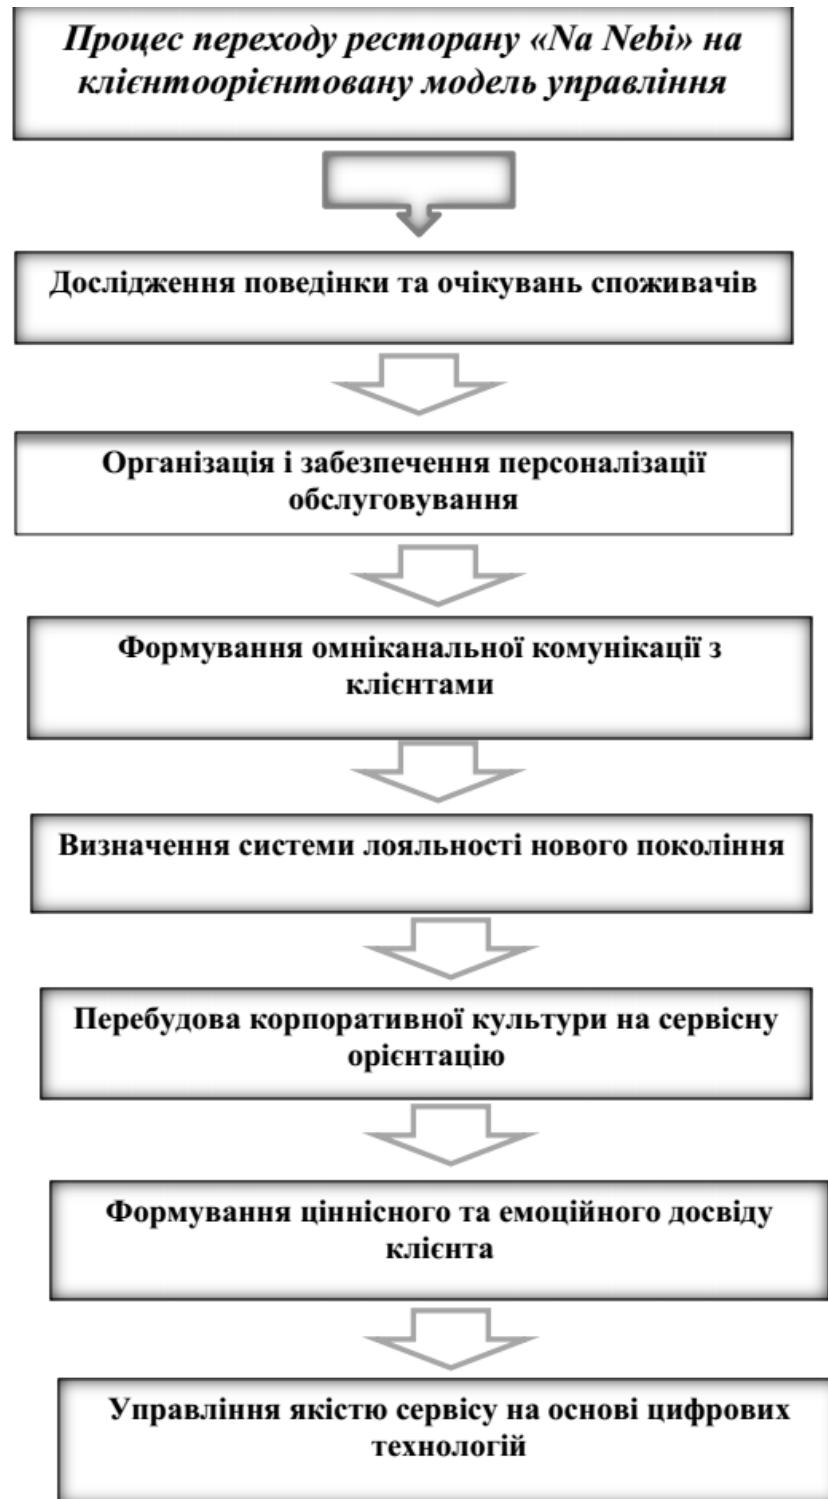 Процес переходу ресторану «Na Nebi» на
клієнтоорієнтовану модель управління
Дослідження поведінки та очікувань споживачів
Організація і забезпечення персоналізації
обслуговування
Формування омніканальної комунікації з
клієнтами
Визначення системи лояльності нового покоління
Перебудова корпоративної культури на сервісну
орієнтацію
Формування ціннісного та емоційного досвіду
клієнта
Управління якістю сервісу на основі цифрових
технологій